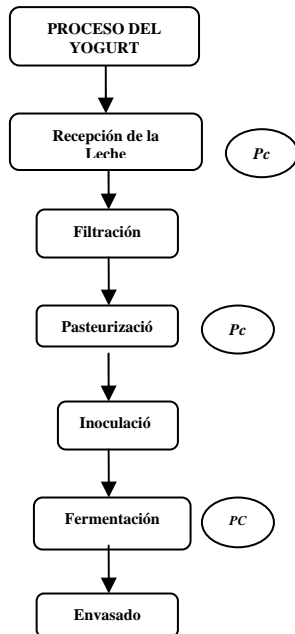 PROCESO DEL
YOGURT
Recepción de la
Leche
Pc
Filtración
Pasteurizació
Pc
Inoculació
Fermentación
PC
Envasado